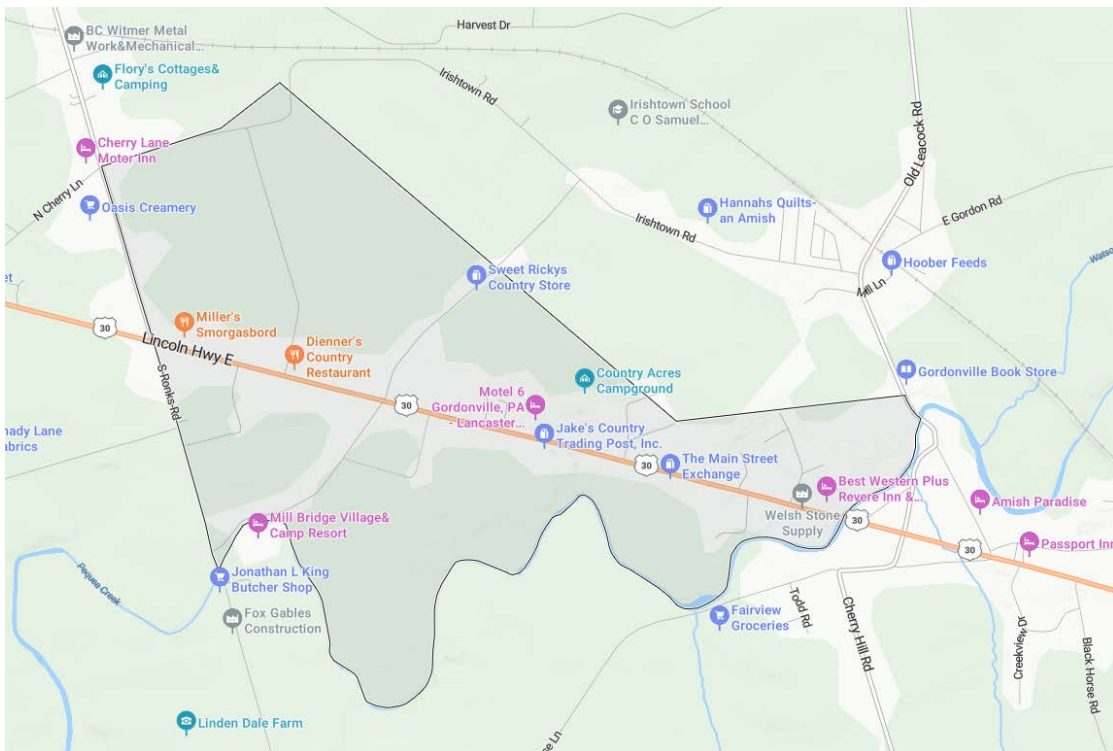 BC Witmer Metal
Work&Mechanical...
Harvest Dr
Flory's Cottages&
Camping
Irishtown Rd
Irishtown School
C O Samuel...
Old Leacock Rd
Cherry Lane
Motor Inn
N Cherry Ln
Oasis Creamery
Hannahs Quilts-
an Amish
E Gordon Rd
Irishtown Rd
Hoober Feeds
Mill Ln
Sweet Rickys
Country Store
30
Miller's
Smorgasbord
Lincoln Hwy E
Dienner's
Country
Restaurant
S Ronks Rd
Country Acres
Campground
Gordonville Book Store
Motel 6
Gordonville, PA
- Lancaster...
30
Jake's Country
Trading Post, Inc.
30
The Main Street
Exchange
Best Western Plus
Revere Inn &...
Welsh Stone
Supply
30
Amish Paradise
30
Passport Inn
Mill Bridge Village&
Camp Resort
Pequea Creek
Jonathan L King
Butcher Shop
Fox Gables
Construction
Fairview
Groceries
Todd Rd
Cherry Hill Rd
Creekview Dr
Black Horse Rd
Linden Dale Farm